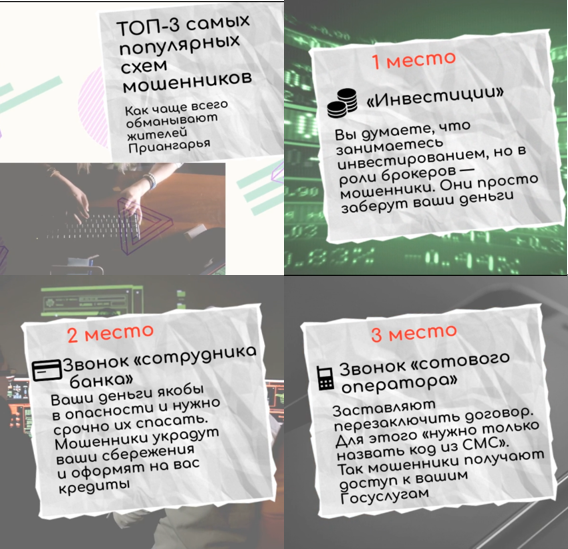 ТОП-3 самых
популярных
схем
мошенников
Как чаще всего
обманывают
жителей
Приангарья
1 место
«Инвестиции»
Вы думаете, что
занимаетесь
инвестированием, но в
роли брокеров —
мошенники. Они просто
заберут ваши деньги
2 место
Звонок «сотрудника
банка»
Ваши деньги якобы
в опасности и нужно
срочно их спасать.
Мошенники украдут
ваши сбережения
и оформят на вас
кредиты
3 место
Звонок «сотового
оператора»
Заставляют
перезаключить договор.
Для этого «нужно только
назвать код из СМС».
Так мошенники получают
доступ к вашим
Госуслугам